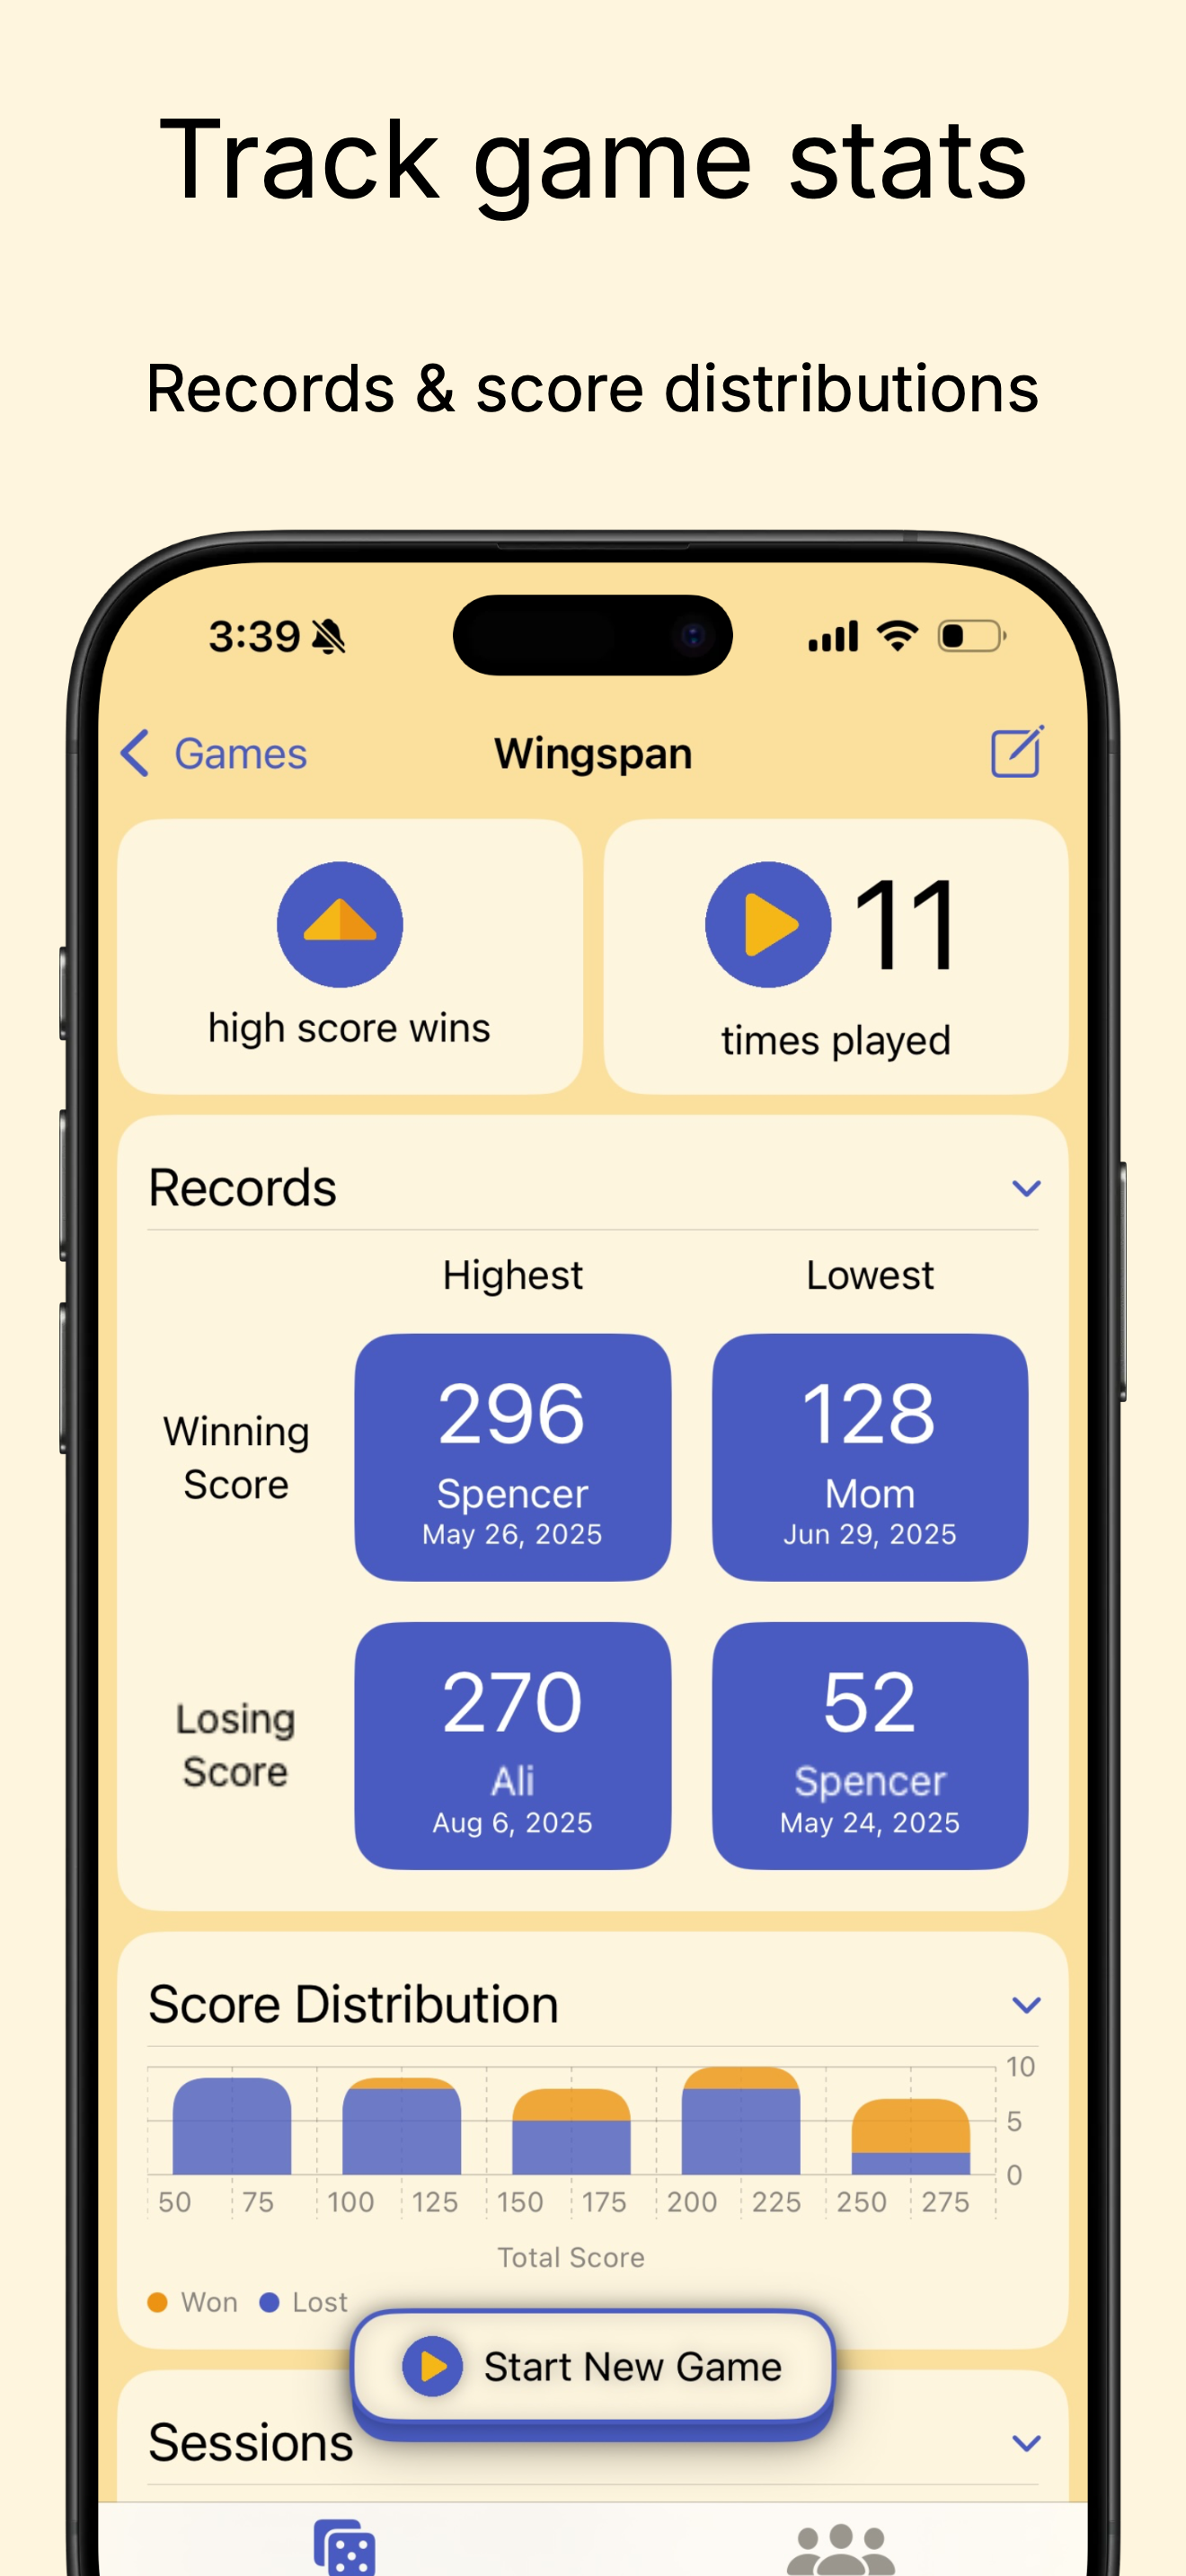 Track game stats
Records & score distributions
3:39
Games
Wingspan
high score wins
11
times played
Records
Highest
Lowest
Winning
Score
296
Spencer
May 26, 2025
128
Mom
Jun 29, 2025
Losing
Score
270
Ali
Aug 6, 2025
52
Spencer
May 24, 2025
Score Distribution
10
5
0
50 75 100 125 150 175 200 225 250 275
Total Score
Won Lost
Start New Game
Sessions